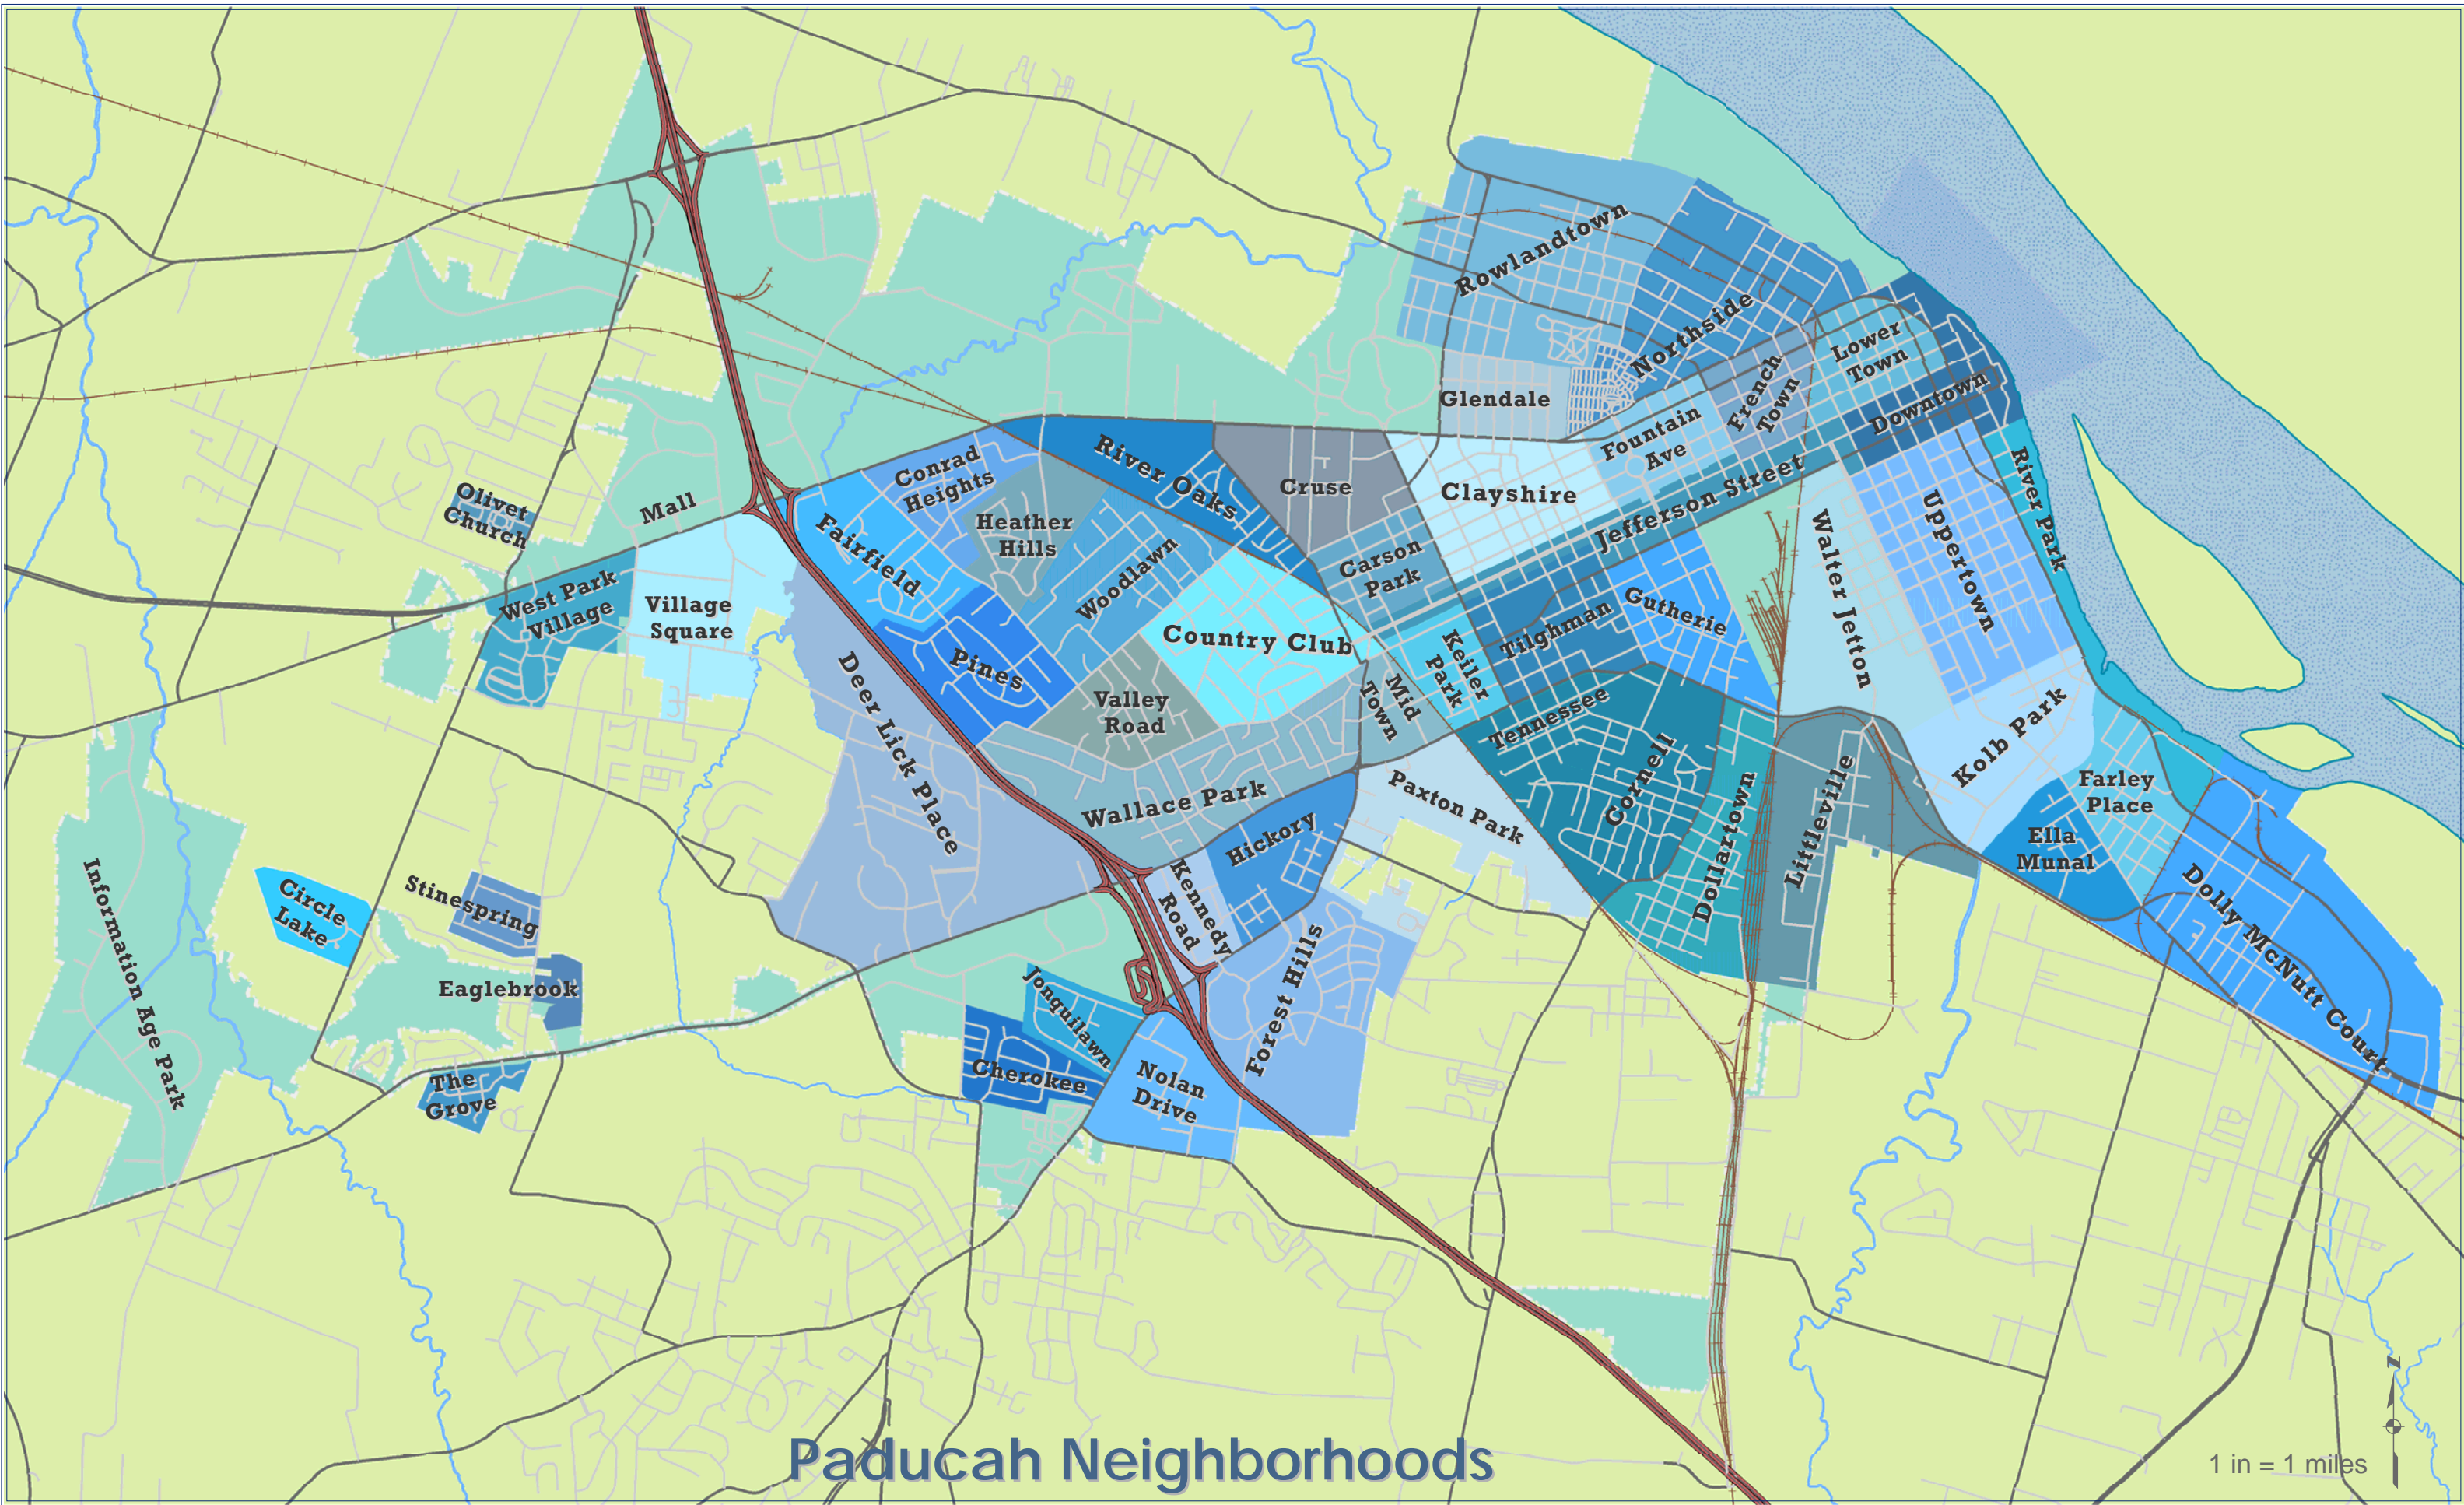 Rowlandtown
Northside
Lower
Town
French
Town
Downtown
Glendale
Fountain
Ave
River Park
Conrad
Heights
River Oaks
Cruse
Clayshire
Jefferson Street
Olivet
Church
Mall
Fairfield
Heather
Hills
Woodlawn
Carson
Park
Walter Jetton
Uppertown
West Park
Village
Village
Square
Country Club
Keiler
Park
Tilghman
Gutherie
Pines
Deer Lick Place
Valley
Road
Mid
Town
Tennessee
Kolb Park
Cornell
Wallace Park
Paxton Park
Dollartown
Littleville
Farley
Place
Hickory
Ella
Munal
Information Age Park
Circle
Lake
Stinespring
Kennedy
Road
Dolly McNutt Court
Eaglebrook
Forest Hills
Jonquilawn
The
Grove
Cherokee
Nolan
Drive
N
Paducah Neighborhoods
1 in = 1 miles